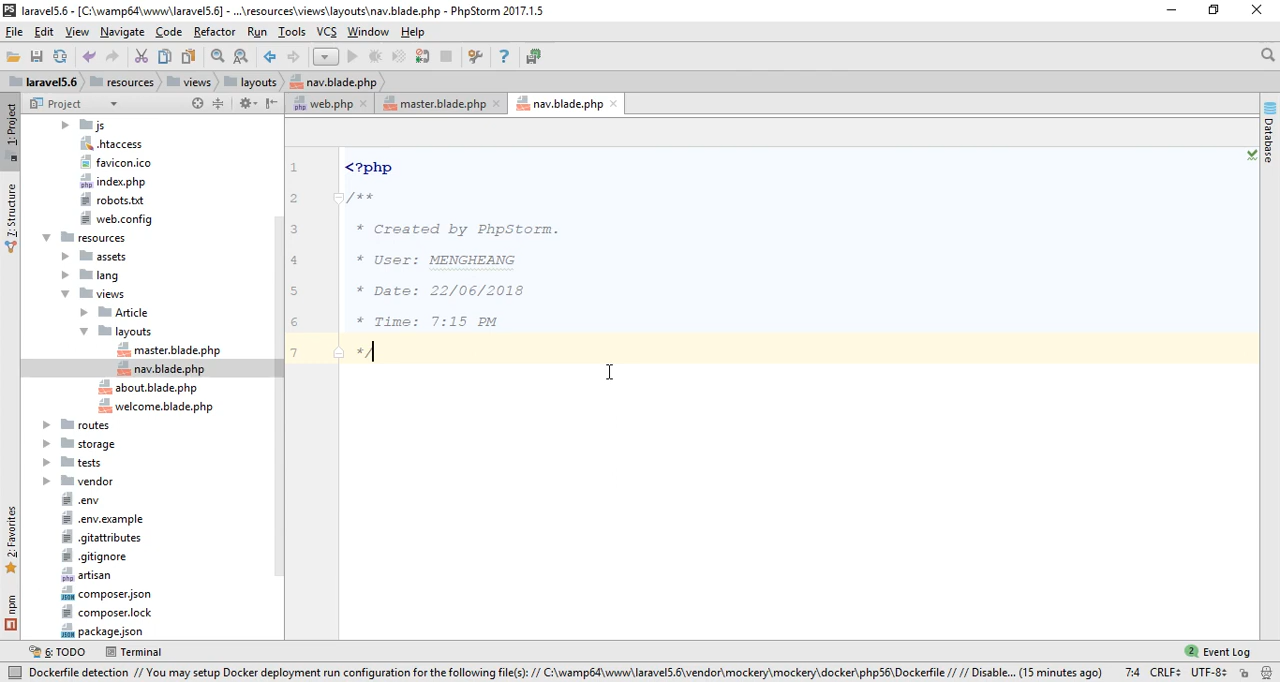 laravel5.6 - [C:\wamp64\www\laravel5.6] - ...\resources\views\layouts\nav.blade.php - PhpStorm 2017.1.5
File Edit View Navigate Code Refactor Run Tools VCS Window Help
laravel5.6 resources views layouts nav.blade.php
1: Project
7: Structure
2: Favorites
npm
Project
js
.htaccess
favicon.ico
index.php
robots.txt
web.config
resources
assets
lang
views
Article
layouts
master.blade.php
nav.blade.php
about.blade.php
welcome.blade.php
routes
storage
tests
vendor
.env
.env.example
.gitattributes
.gitignore
artisan
composer.json
composer.lock
package.json
web.php master.blade.php nav.blade.php
1 <?php
2 /**
3 * Created by PhpStorm.
4 * User: MENGHEANG
5 * Date: 22/06/2018
6 * Time: 7:15 PM
7 */
Database
6: TODO Terminal 2 Event Log
Dockerfile detection // You may setup Docker deployment run configuration for the following file(s): // C:\wamp64\www\laravel5.6\vendor\mockery\mockery\docker\php56\Dockerfile // // Disable... (15 minutes ago) 7:4 CRLF UTF-8